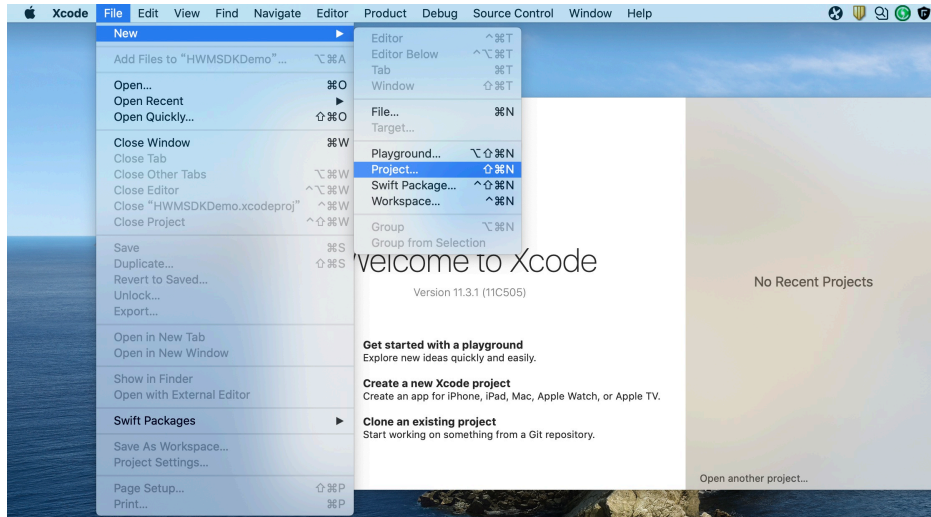 Xcode File Edit View Find Navigate Editor Product Debug Source Control Window Help
New ▶
Add Files to “HWMSDKDemo”... ⌥⌘A
Open... ⌘O
Open Recent ▶
Open Quickly... ⇧⌘O
Close Window ⌘W
Close Tab
Close Other Tabs ⌥⌘W
Close Editor ^⌥⌘W
Close “HWMSDKDemo.xcodeproj” ^⌘W
Close Project ^⇧⌘W
Save ⌘S
Duplicate... ⇧⌘S
Revert to Saved...
Unlock...
Export...
Open in New Tab
Open in New Window
Show in Finder
Open with External Editor
Swift Packages ▶
Save As Workspace...
Project Settings...
Page Setup... ⇧⌘P
Print... ⌘P
Editor ^⌘T
Editor Below ^⌥⌘T
Tab ⌘T
Window ⇧⌘T
File... ⌘N
Target...
Playground... ⌥⇧⌘N
Project... ⇧⌘N
Swift Package... ^⇧⌘N
Workspace... ^⌘N
Group ⌥⌘N
Group from Selection
Welcome to Xcode
Version 11.3.1 (11C505)
Get started with a playground
Explore new ideas quickly and easily.
Create a new Xcode project
Create an app for iPhone, iPad, Mac, Apple Watch, or Apple TV.
Clone an existing project
Start working on something from a Git repository.
No Recent Projects
Open another project...